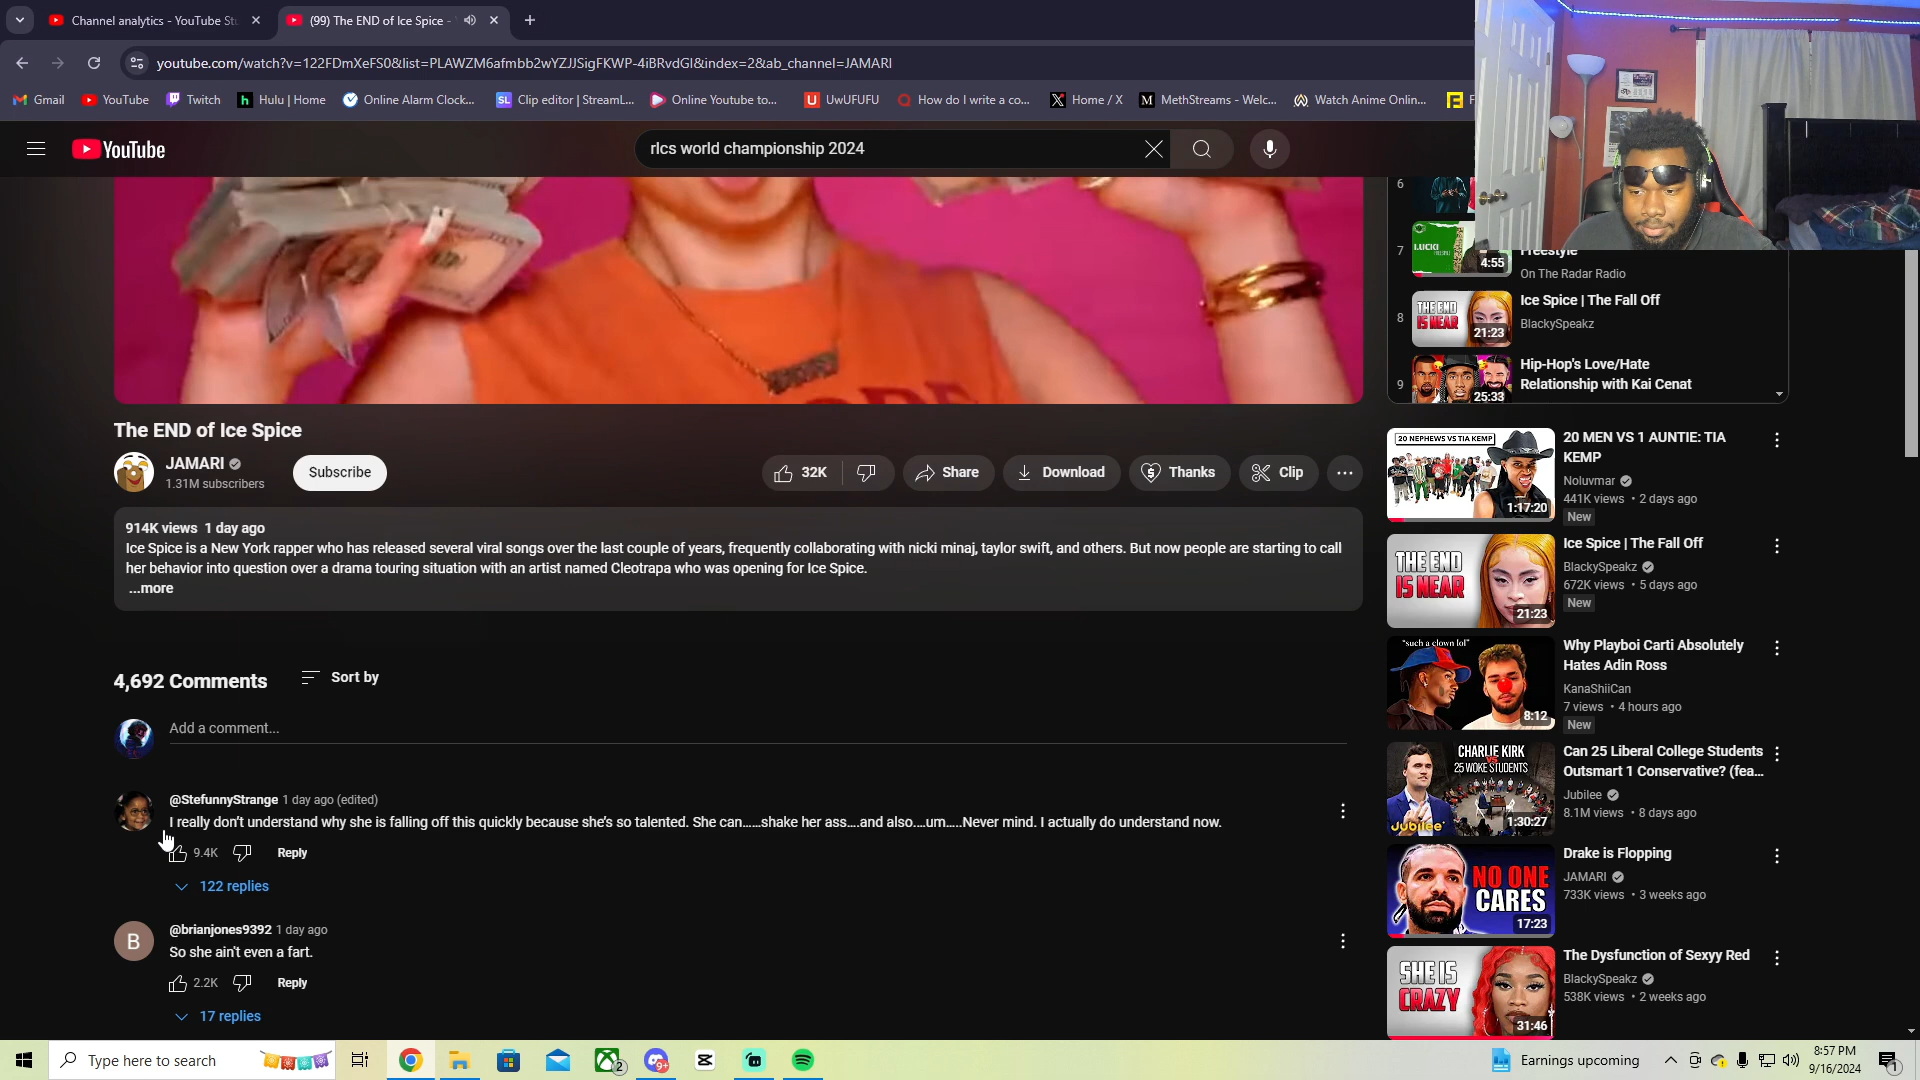 Channel analytics - YouTube St
(99) The END of Ice Spice -
youtube.com/watch?v=122FDmXeFS0&list=PLAWZM6afmbb2wYZJJSigFKWP-4iBRvdGl&index=2&ab_channel=JAMARI
Gmail
YouTube
Twitch
Hulu | Home
Online Alarm Clock...
Clip editor | StreamL...
Online Youtube to...
UwUFUFU
How do I write a co...
Home / X
MethStreams - Welc...
Watch Anime Onlin...
YouTube
rlcs world championship 2024
6
7
LUCKI
4:55
Freestyle
On The Radar Radio
8
THE END
IS NEAR
21:23
Ice Spice | The Fall Off
BlackySpeakz
9
25:33
Hip-Hop's Love/Hate
Relationship with Kai Cenat
The END of Ice Spice
JAMARI
1.31M subscribers
Subscribe
32K
Share
Download
Thanks
Clip
914K views 1 day ago
Ice Spice is a New York rapper who has released several viral songs over the last couple of years, frequently collaborating with nicki minaj, taylor swift, and others. But now people are starting to call
her behavior into question over a drama touring situation with an artist named Cleotrapa who was opening for Ice Spice.
...more
4,692 Comments
Sort by
Add a comment...
@StefunnyStrange 1 day ago (edited)
I really don't understand why she is falling off this quickly because she's so talented. She can......shake her ass....and also....um.....Never mind. I actually do understand now.
9.4K
Reply
122 replies
B
@brianjones9392 1 day ago
So she ain't even a fart.
2.2K
Reply
17 replies
20 NEPHEWS VS TIA KEMP
1:17:20
20 MEN VS 1 AUNTIE: TIA
KEMP
Noluvmar
441K views • 2 days ago
New
THE END
IS NEAR
21:23
Ice Spice | The Fall Off
BlackySpeakz
672K views • 5 days ago
New
"such a clown lol"
8:12
Why Playboi Carti Absolutely
Hates Adin Ross
KanaShiiCan
7 views • 4 hours ago
New
CHARLIE KIRK
VS
25 WOKE STUDENTS
Jubilee
1:30:27
Can 25 Liberal College Students
Outsmart 1 Conservative? (fea...
Jubilee
8.1M views • 8 days ago
NO ONE
CARES
17:23
Drake is Flopping
JAMARI
733K views • 3 weeks ago
SHE IS
CRAZY
31:46
The Dysfunction of Sexyy Red
BlackySpeakz
538K views • 2 weeks ago
Type here to search
2
9+
Earnings upcoming
8:57 PM
9/16/2024
1